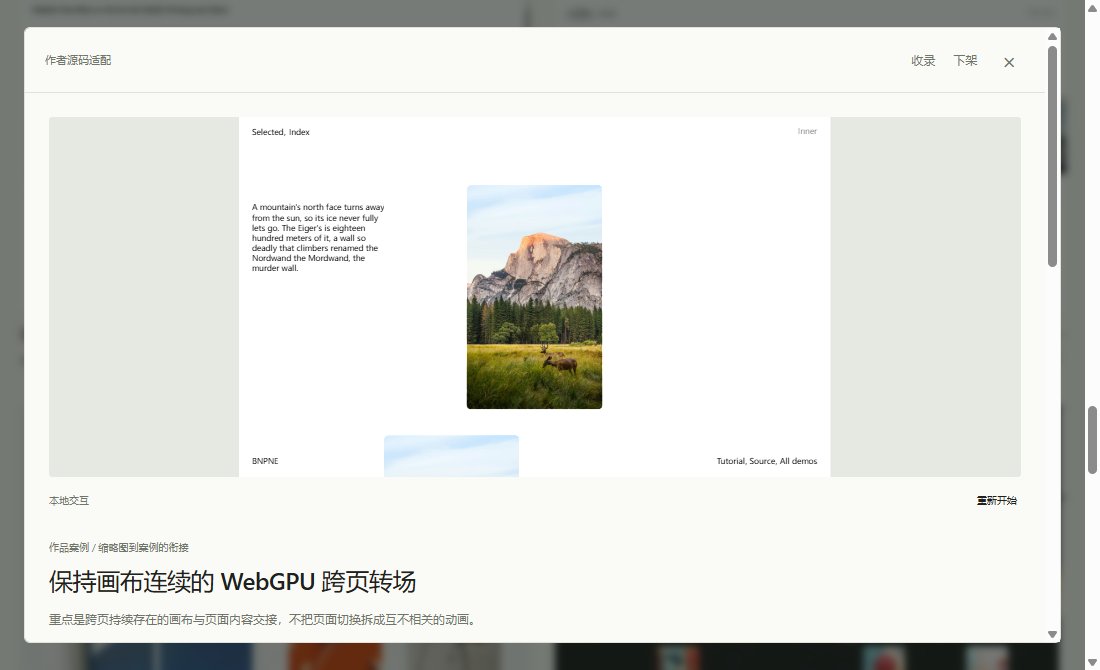 作者源码适配
收录
下架
Selected, Index
Inner
A mountain's north face turns away
from the sun, so its ice never fully
lets go. The Eiger's is eighteen
hundred meters of it, a wall so
deadly that climbers renamed the
Nordwand the Mordwand, the
murder wall.
BNPNE
Tutorial, Source, All demos
本地交互
重新开始
作品案例 / 缩略图到案例的衔接
保持画布连续的 WebGPU 跨页转场
重点是跨页持续存在的画布与页面内容交接，不把页面切换拆成互不相关的动画。